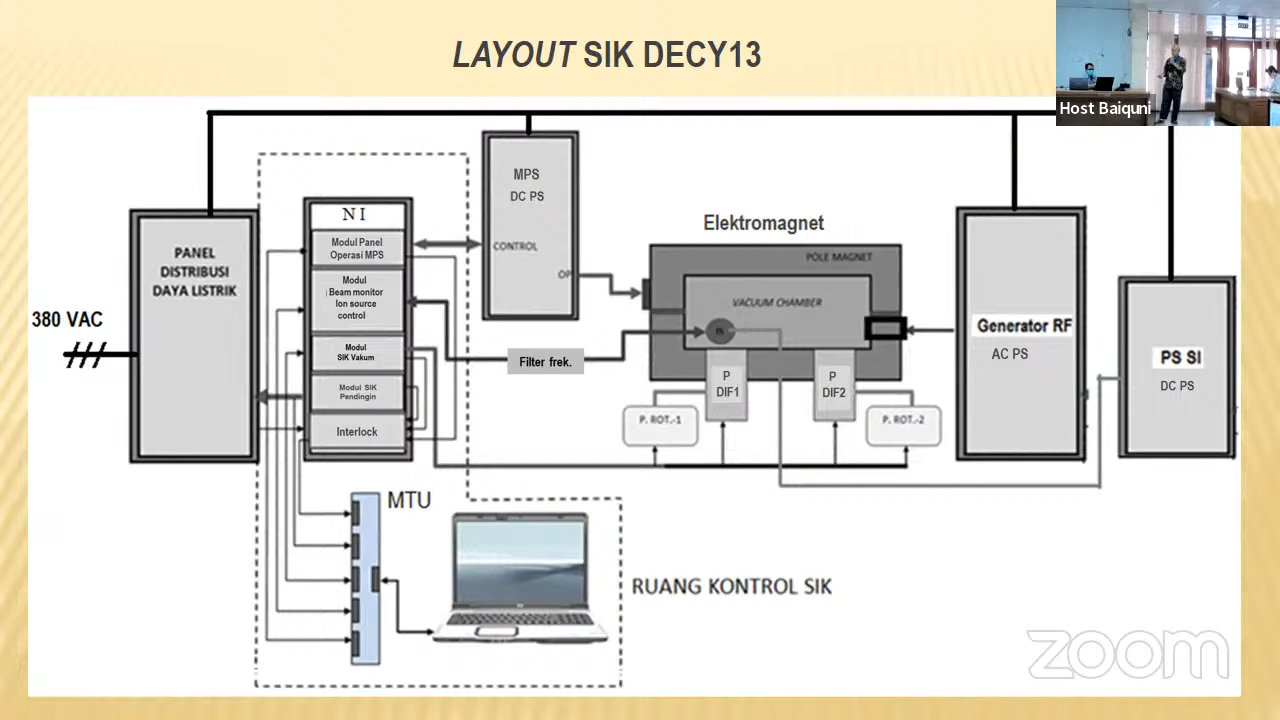 LAYOUT SIK DECY13
Host Baiquni
380 VAC
PANEL
DISTRIBUSI
DAYA LISTRIK
N I
Modul Panel
Operasi MPS
Modul
Beam monitor
Ion source
control
Modul
SIK Vakum
Modul SIK
Pendingin
Interlock
MPS
DC PS
CONTROL
OP
Filter frek.
Elektromagnet
POLE MAGNET
VACUUM CHAMBER
IS
P
DIF1
P
DIF2
P. ROT.-1
P. ROT.-2
Generator RF
AC PS
PS SI
DC PS
MTU
RUANG KONTROL SIK
zoom